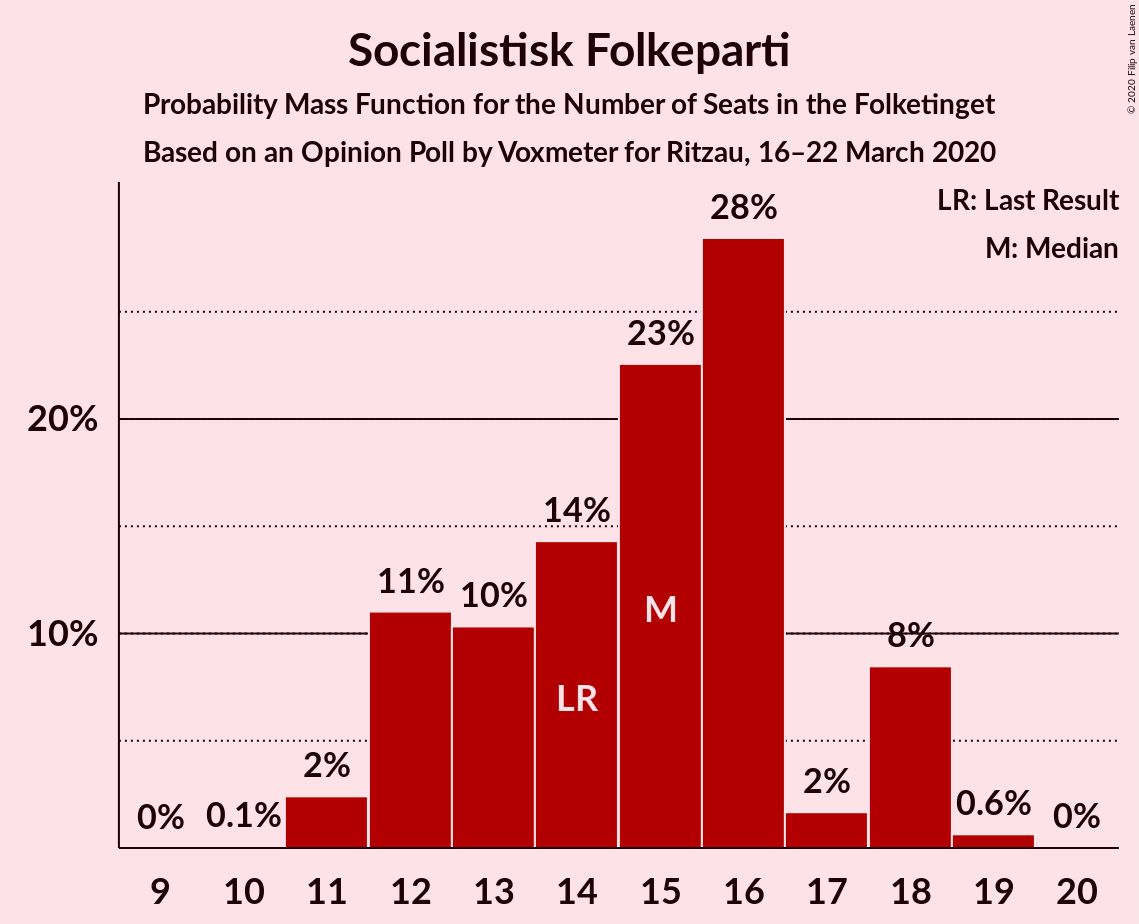 Socialistisk Folkeparti
Probability Mass Function for the Number of Seats in the Folketinget
Based on an Opinion Poll by Voxmeter for Ritzau, 16–22 March 2020
© 2020 Filip van Laenen
LR: Last Result
M: Median
28%
23%
20%
14%
11%
10%
M
10%
8%
LR
2%
2%
0.6%
0%
0.1%
0%
9 10 11 12 13 14 15 16 17 18 19 20